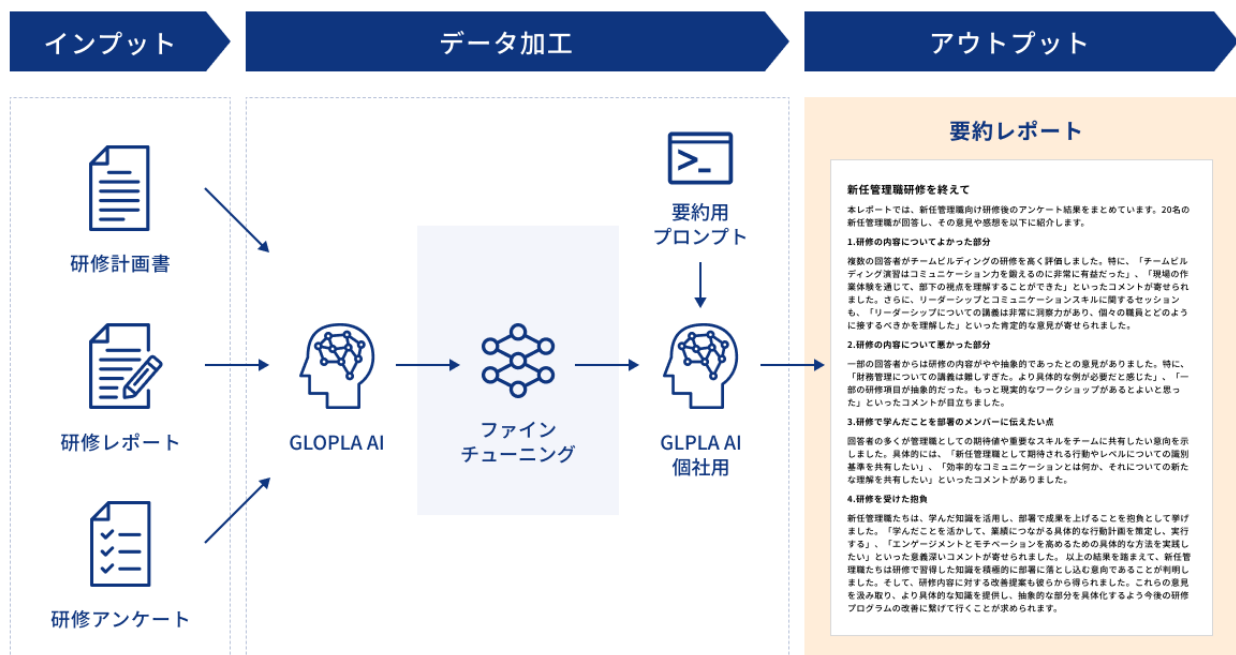 インプット
データ加工
アウトプット
研修計画書
研修レポート
研修アンケート
GLOPLA AI
ファイン
チューニング
>_
要約用
プロンプト
GLPLA AI
個社用
要約レポート
新任管理職研修を終えて
本レポートでは、新任管理職向け研修後のアンケート結果をまとめています。20名の
新任管理職が回答し、その意見や感想を以下に紹介します。
1.研修の内容についてよかった部分
複数の回答者がチームビルディングの研修を高く評価しました。特に、「チームビル
ディング演習はコミュニケーション力を鍛えるのに非常に有益だった」、「現場の作
業体験を通じて、部下の視点を理解することができた」といったコメントが寄せられ
ました。さらに、リーダーシップとコミュニケーションスキルに関するセッション
も、「リーダーシップについての講義は非常に洞察力があり、個々の職員とどのよう
に接するべきかを理解した」といった肯定的な意見が寄せられました。
2.研修の内容について悪かった部分
一部の回答者からは研修の内容がやや抽象的であったとの意見がありました。特に、
「財務管理についての講義は難しすぎた。より具体的な例が必要だと感じた」、「一
部の研修項目が抽象的だった。もっと現実的なワークショップがあるとよいと思っ
た」といったコメントが目立ちました。
3.研修で学んだことを部署のメンバーに伝えたい点
回答者の多くが管理職としての期待値や重要なスキルをチームに共有したい意向を示
しました。具体的には、「新任管理職として期待される行動やレベルについての識別
基準を共有したい」、「効率的なコミュニケーションとは何か、それについての新た
な理解を共有したい」といったコメントがありました。
4.研修を受けた抱負
新任管理職たちは、学んだ知識を活用し、部署で成果を上げることを抱負として挙げ
ました。「学んだことを活かして、業績につながる具体的な行動計画を策定し、実行
する」、「エンゲージメントとモチベーションを高めるための具体的な方法を実践し
たい」といった意義深いコメントが寄せられました。 以上の結果を踏まえて、新任管
理職たちは研修で習得した知識を積極的に部署に落とし込む意向であることが判明し
ました。そして、研修内容に対する改善提案も彼らから得られました。これらの意見
を汲み取り、より具体的な知識を提供し、抽象的な部分を具体化するよう今後の研修
プログラムの改善に繋げて行くことが求められます。